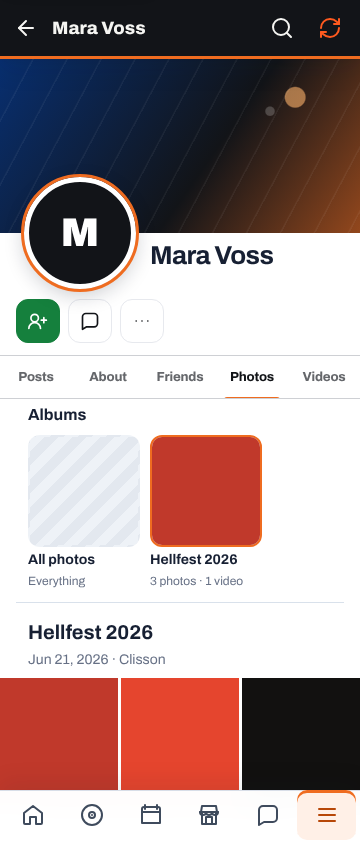 Mara Voss
M
Mara Voss
Posts About Friends Photos Videos
Albums
All photos Hellfest 2026
Everything 3 photos · 1 video
Hellfest 2026
Jun 21, 2026 · Clisson